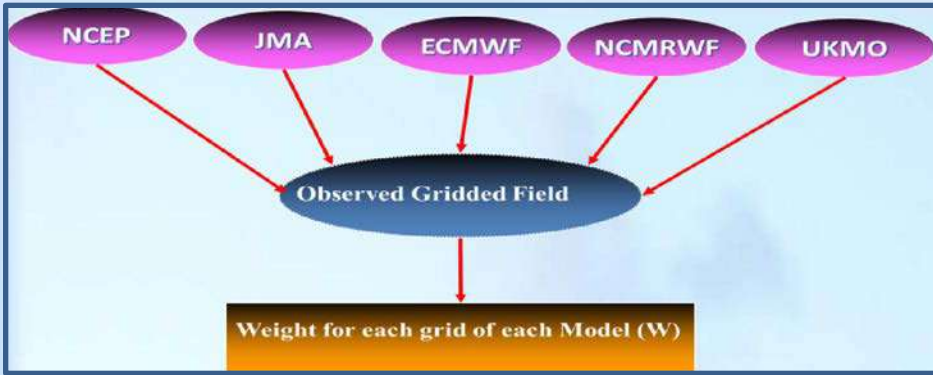 NCEP
JMA
ECMWF
NCMRWF
UKMO
Observed Gridded Field
Weight for each grid of each Model (W)